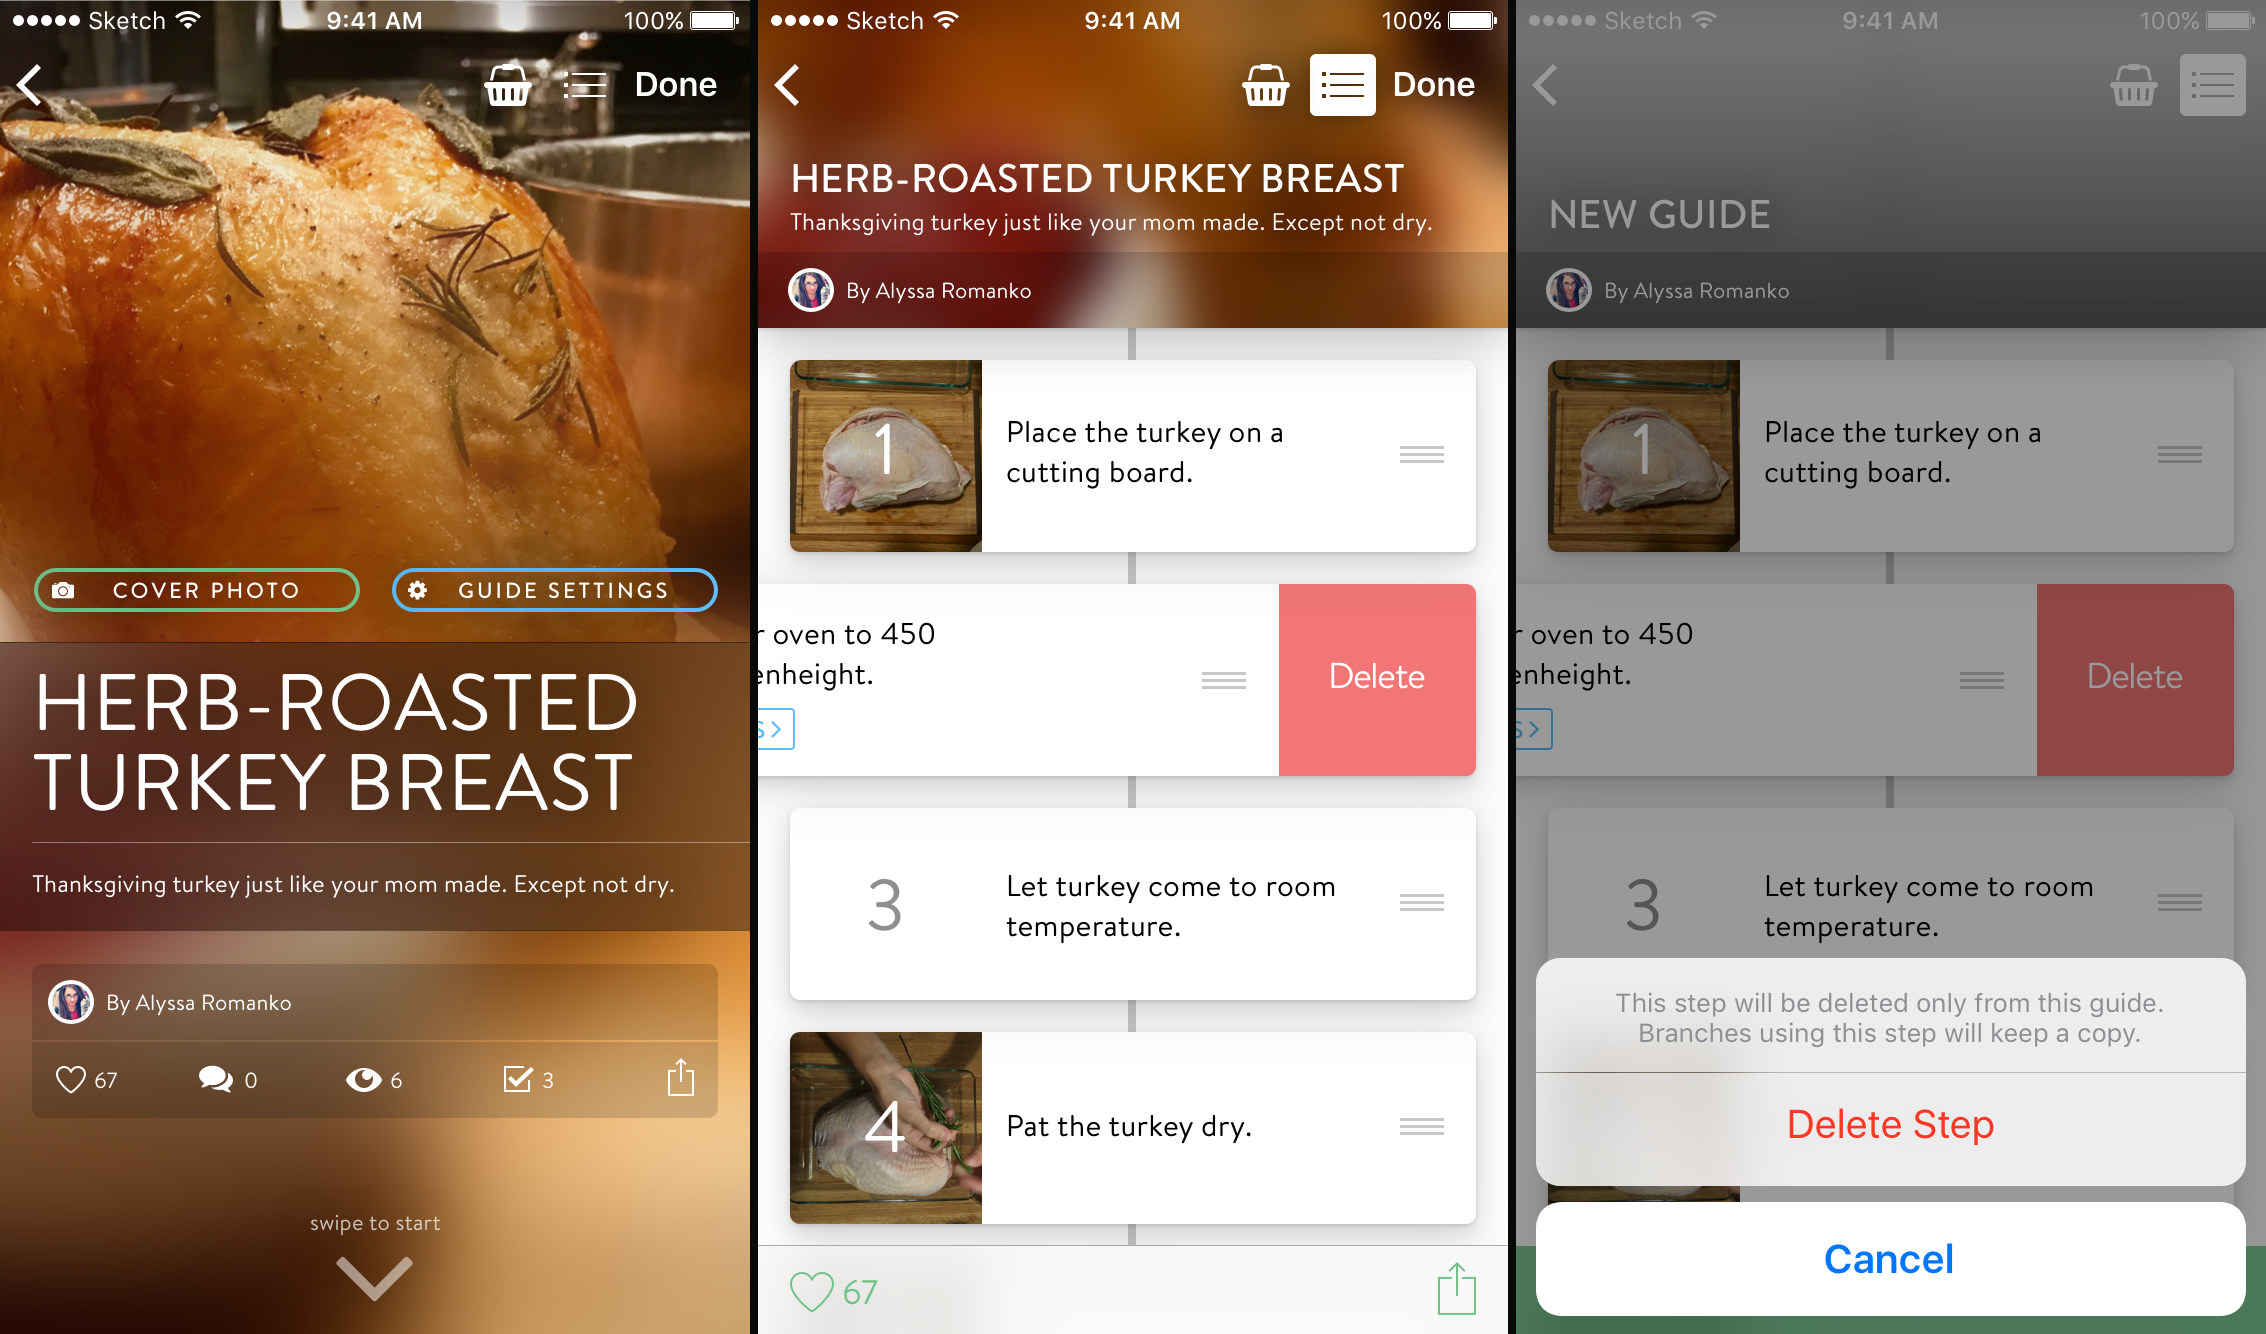 Sketch 9:41 AM 100%
Done
COVER PHOTO
GUIDE SETTINGS
HERB-ROASTED
TURKEY BREAST
Thanksgiving turkey just like your mom made. Except not dry.
By Alyssa Romanko
67 0 6 3
swipe to start
Sketch 9:41 AM 100%
Done
HERB-ROASTED TURKEY BREAST
Thanksgiving turkey just like your mom made. Except not dry.
By Alyssa Romanko
1
Place the turkey on a
cutting board.
r oven to 450
enheight.
S
Delete
3
Let turkey come to room
temperature.
4
Pat the turkey dry.
67
Sketch 9:41 AM 100%
NEW GUIDE
By Alyssa Romanko
1
Place the turkey on a
cutting board.
r oven to 450
enheight.
S
Delete
3
Let turkey come to room
temperature.
This step will be deleted only from this guide.
Branches using this step will keep a copy.
Delete Step
Cancel